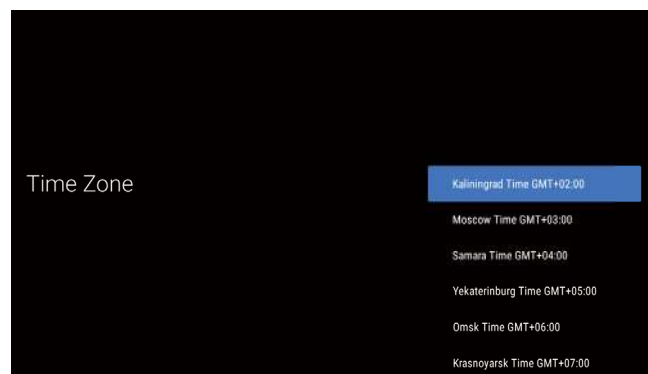 Time Zone
Kaliningrad Time GMT+02:00
Moscow Time GMT+03:00
Samara Time GMT+04:00
Yekaterinburg Time GMT+05:00
Omsk Time GMT+06:00
Krasnoyarsk Time GMT+07:00